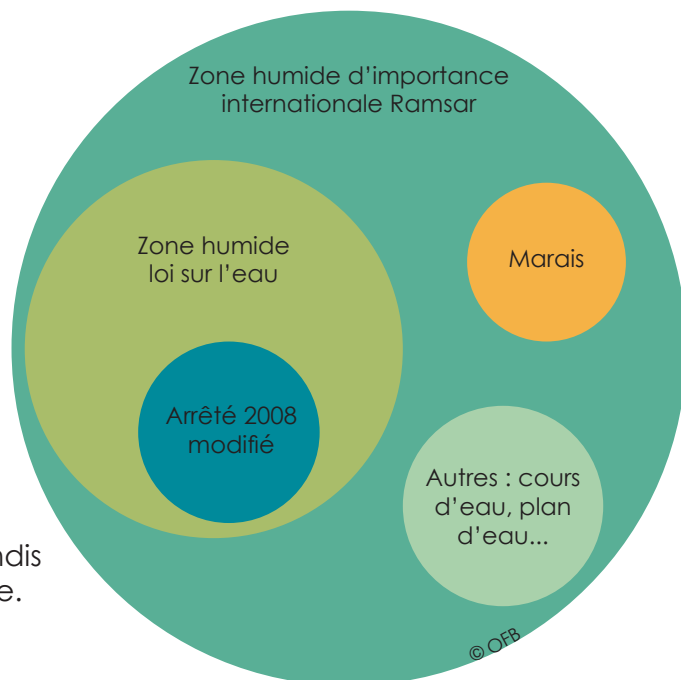 Zone humide d'importance
internationale Ramsar
Zone humide
loi sur l'eau
Marais
Arrêté 2008
modifié
Autres : cours
d'eau, plan
d'eau...
© OFB